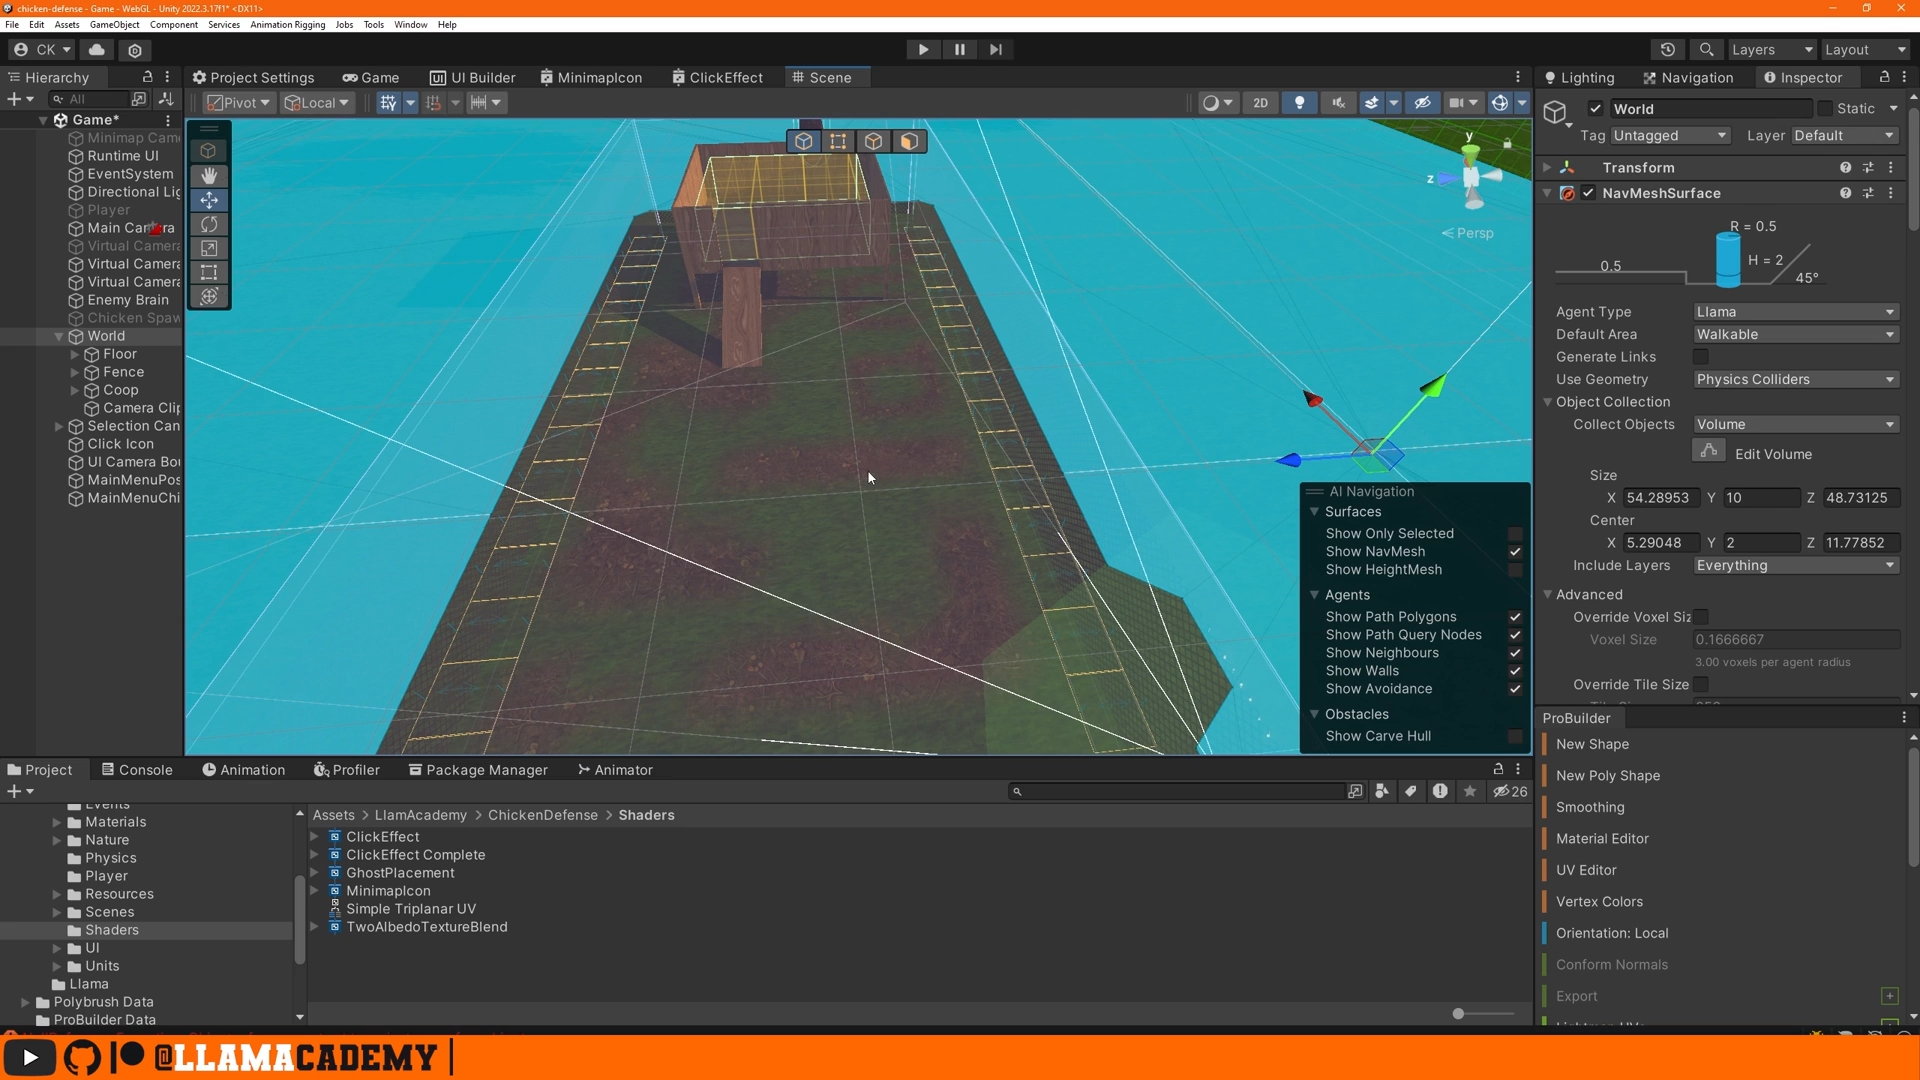 chicken-defense - Game - WebGL - Unity 2022.3.17f1* <DX11>
File Edit Assets GameObject Component Services Animation Rigging Jobs Tools Window Help
CK Layers Layout
Hierarchy Project Settings Game UI Builder MinimapIcon ClickEffect Scene Lighting Navigation Inspector
All Pivot Local 2D
Game*
Minimap Cam
Runtime UI
EventSystem
Directional Lig
Player
Main Camera
Virtual Camera
Virtual Camera
Virtual Camera
Enemy Brain
Chicken Spaw
World
Floor
Fence
Coop
Camera Clip
Selection Can
Click Icon
UI Camera Bou
MainMenuPos
MainMenuChi
y
z
Persp
AI Navigation
Surfaces
Show Only Selected
Show NavMesh
Show HeightMesh
Agents
Show Path Polygons
Show Path Query Nodes
Show Neighbours
Show Walls
Show Avoidance
Obstacles
Show Carve Hull
World Static
Tag Untagged Layer Default
Transform
NavMeshSurface
R = 0.5
0.5 H = 2
45°
Agent Type Llama
Default Area Walkable
Generate Links
Use Geometry Physics Colliders
Object Collection
Collect Objects Volume
Edit Volume
Size
X 54.28953 Y 10 Z 48.73125
Center
X 5.29048 Y 2 Z 11.77852
Include Layers Everything
Advanced
Override Voxel Siz
Voxel Size 0.1666667
3.00 voxels per agent radius
Override Tile Size
ProBuilder
New Shape
New Poly Shape
Smoothing
Material Editor
UV Editor
Vertex Colors
Orientation: Local
Conform Normals
Export
Project Console Animation Profiler Package Manager Animator
26
Events
Materials
Nature
Physics
Player
Resources
Scenes
Shaders
UI
Units
Llama
Polybrush Data
ProBuilder Data
Assets > LlamAcademy > ChickenDefense > Shaders
ClickEffect
ClickEffect Complete
GhostPlacement
MinimapIcon
Simple Triplanar UV
TwoAlbedoTextureBlend
@LLAMACADEMY